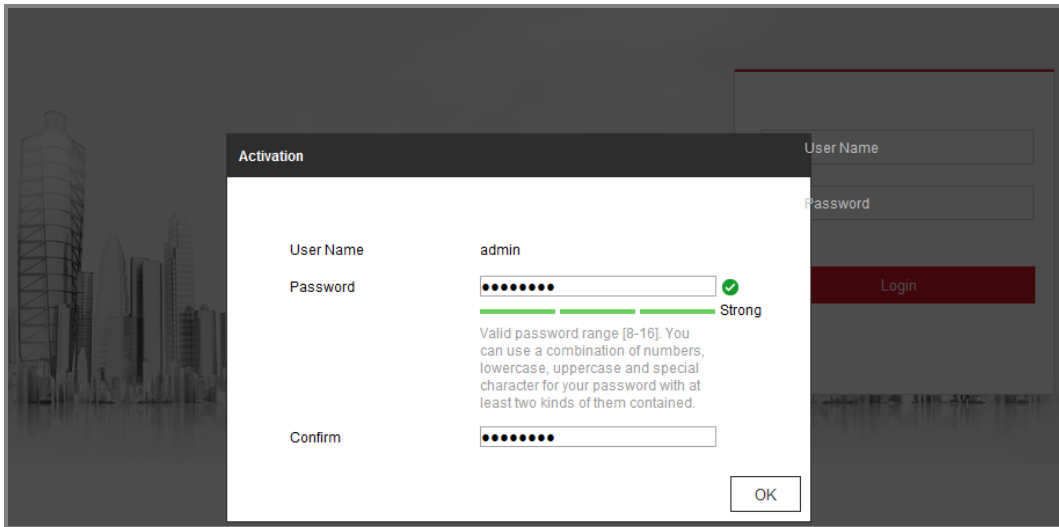 Activation
User Name
Password
Login
User Name admin
Password ●●●●●●●●
Strong
Valid password range [8-16]. You
can use a combination of numbers,
lowercase, uppercase and special
character for your password with at
least two kinds of them contained.
Confirm ●●●●●●●●
OK